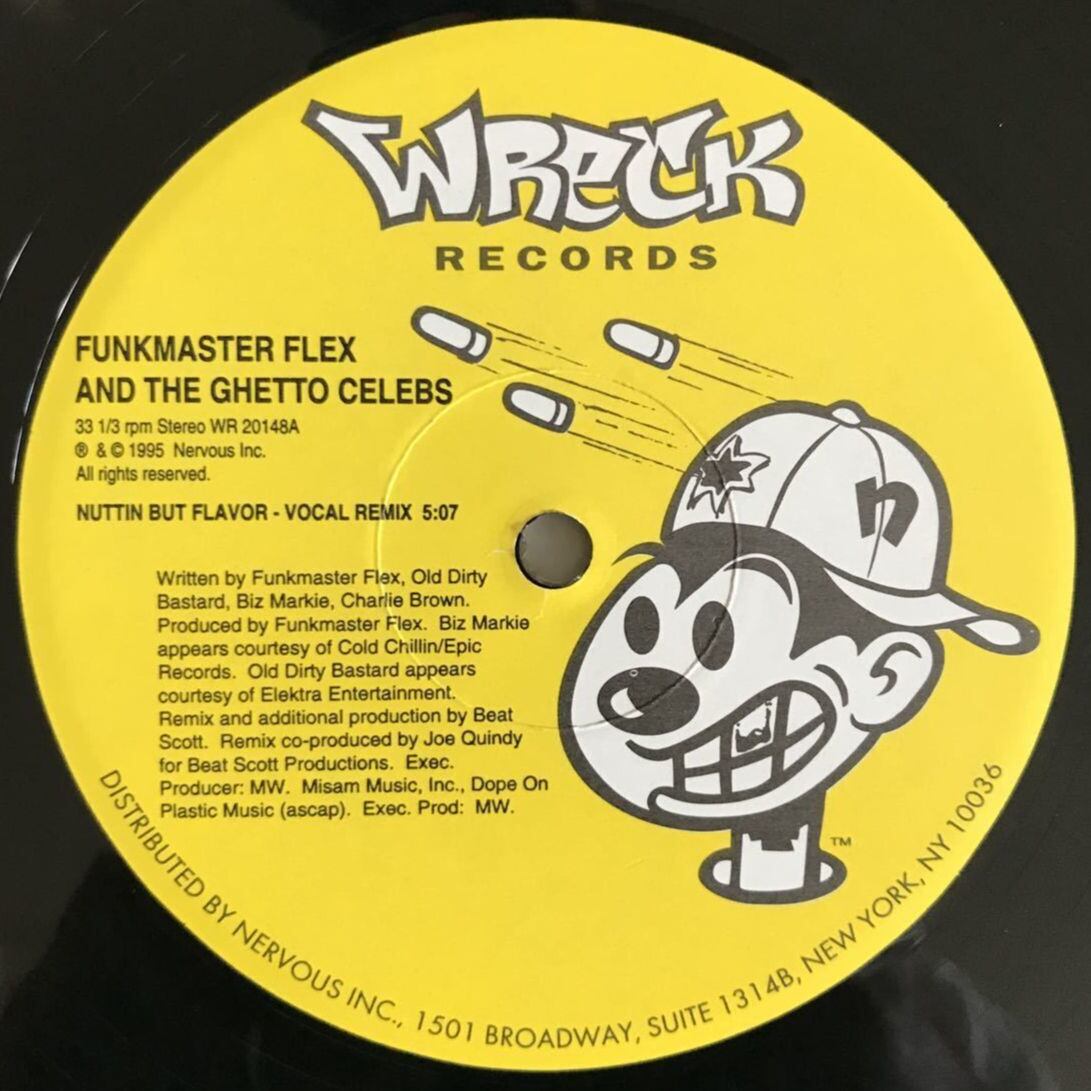 WRECK
RECORDS
FUNKMASTER FLEX
AND THE GHETTO CELEBS
33 1/3 rpm Stereo WR 20148A
® & © 1995 Nervous Inc.
All rights reserved.
NUTTIN BUT FLAVOR - VOCAL REMIX 5:07
n
Written by Funkmaster Flex, Old Dirty
Bastard, Biz Markie, Charlie Brown.
Produced by Funkmaster Flex. Biz Markie
appears courtesy of Cold Chillin/Epic
Records. Old Dirty Bastard appears
courtesy of Elektra Entertainment.
Remix and additional production by Beat
Scott. Remix co-produced by Joe Quindy
for Beat Scott Productions. Exec.
Producer: MW. Misam Music, Inc., Dope On
Plastic Music (ascap). Exec. Prod: MW.
TM
DISTRIBUTED BY NERVOUS INC., 1501 BROADWAY, SUITE 1314B, NEW YORK, NY 10036